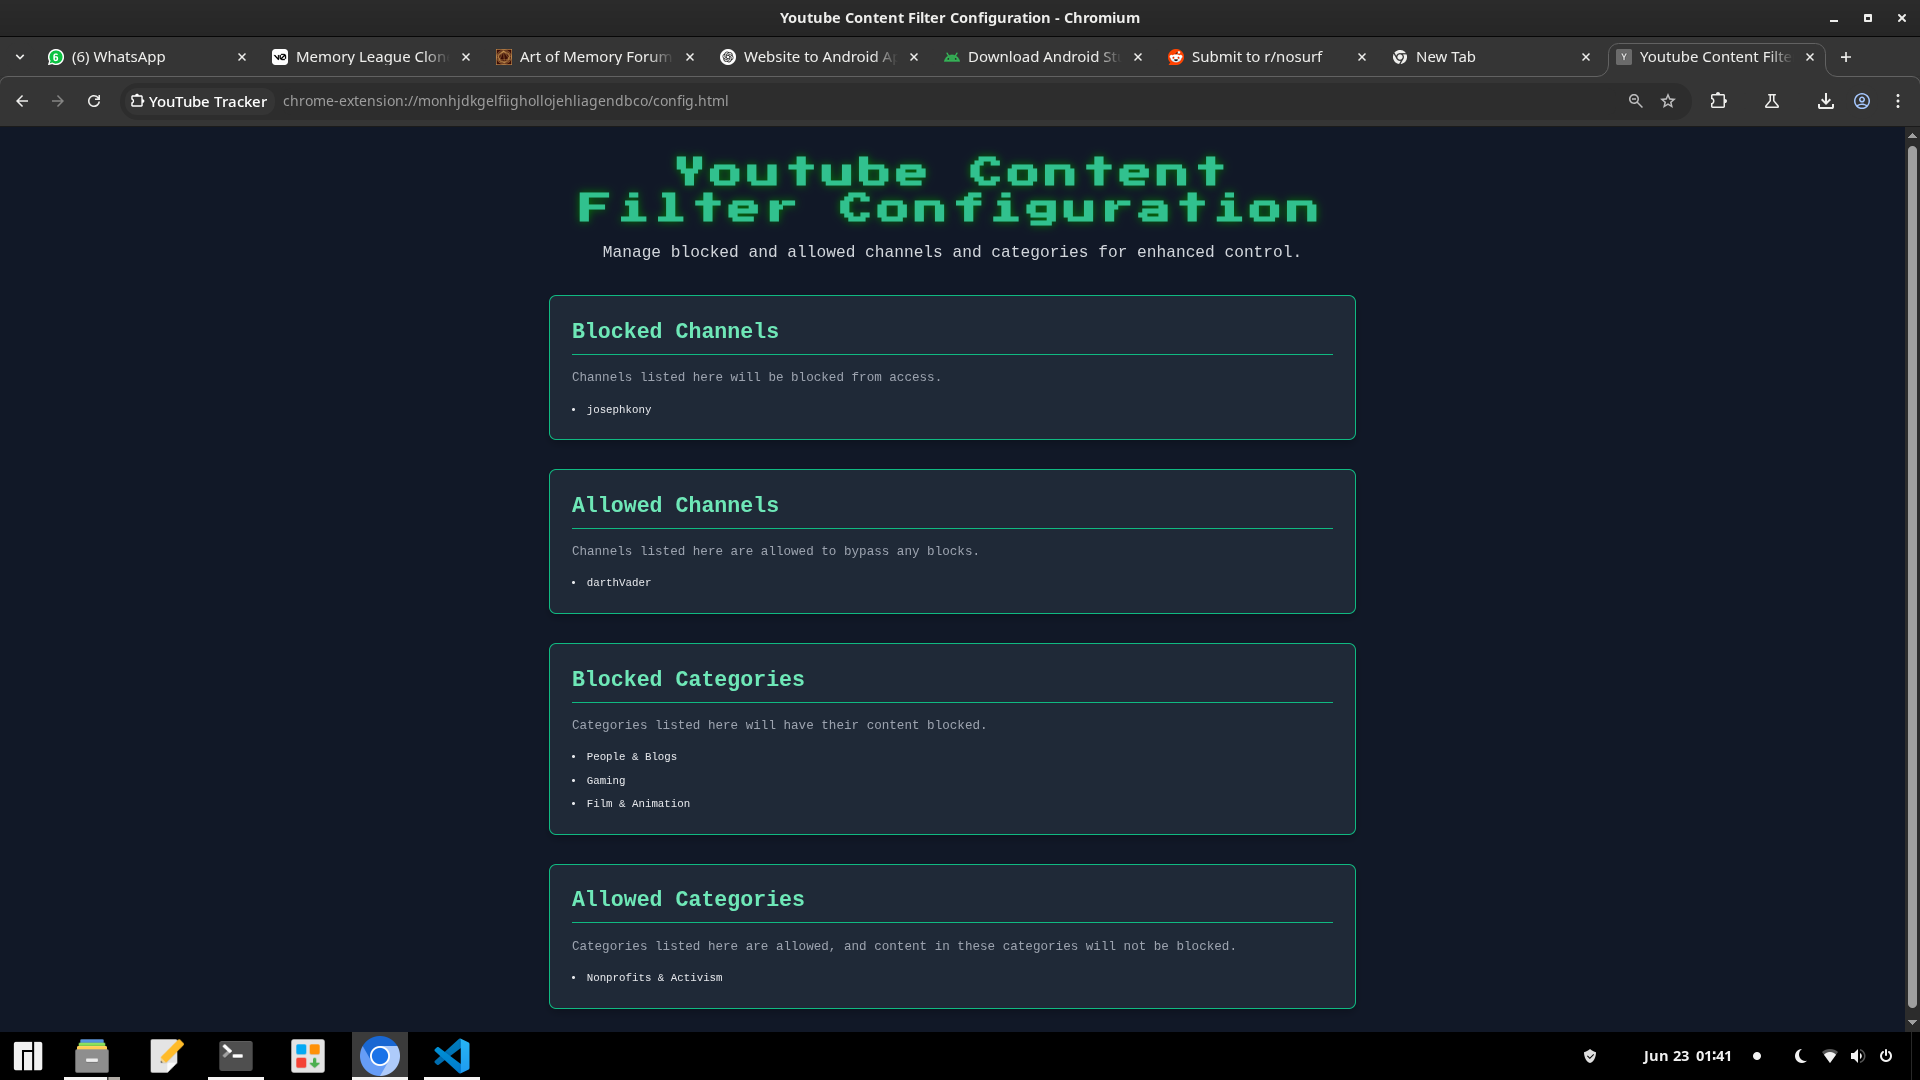 Youtube Content Filter Configuration - Chromium
(6) WhatsApp
Memory League Clon
Art of Memory Forum
Website to Android A
Download Android St
Submit to r/nosurf
New Tab
Youtube Content Filte
YouTube Tracker
chrome-extension://monhjdkgelfiighollojehliagendbco/config.html
Youtube Content
Filter Configuration
Manage blocked and allowed channels and categories for enhanced control.
Blocked Channels
Channels listed here will be blocked from access.
• josephkony
Allowed Channels
Channels listed here are allowed to bypass any blocks.
• darthVader
Blocked Categories
Categories listed here will have their content blocked.
• People & Blogs
• Gaming
• Film & Animation
Allowed Categories
Categories listed here are allowed, and content in these categories will not be blocked.
• Nonprofits & Activism
Jun 23 01:41